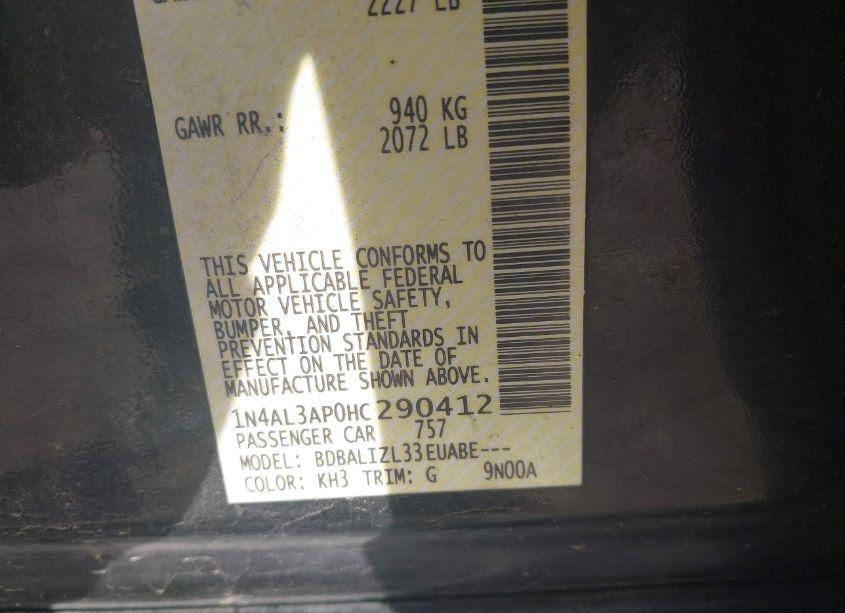 2227 LB
GAWR RR.: 940 KG
2072 LB
THIS VEHICLE CONFORMS TO
ALL APPLICABLE FEDERAL
MOTOR VEHICLE SAFETY,
BUMPER, AND THEFT
PREVENTION STANDARDS IN
EFFECT ON THE DATE OF
MANUFACTURE SHOWN ABOVE.
1N4AL3AP0HC290412
PASSENGER CAR 757
MODEL: BDBALIZL33EUABE---
COLOR: KH3 TRIM: G 9N00A